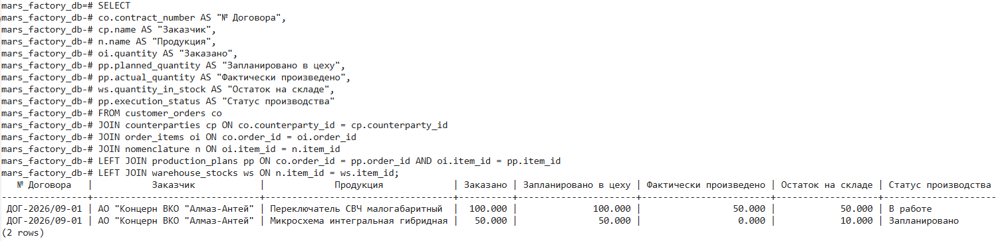 mars_factory_db=# SELECT
mars_factory_db-# co.contract_number AS "№ Договора",
mars_factory_db-# cp.name AS "Заказчик",
mars_factory_db-# n.name AS "Продукция",
mars_factory_db-# oi.quantity AS "Заказано",
mars_factory_db-# pp.planned_quantity AS "Запланировано в цеху",
mars_factory_db-# pp.actual_quantity AS "Фактически произведено",
mars_factory_db-# ws.quantity_in_stock AS "Остаток на складе",
mars_factory_db-# pp.execution_status AS "Статус производства"
mars_factory_db-# FROM customer_orders co
mars_factory_db-# JOIN counterparties cp ON co.counterparty_id = cp.counterparty_id
mars_factory_db-# JOIN order_items oi ON co.order_id = oi.order_id
mars_factory_db-# JOIN nomenclature n ON oi.item_id = n.item_id
mars_factory_db-# LEFT JOIN production_plans pp ON co.order_id = pp.order_id AND oi.item_id = pp.item_id
mars_factory_db-# LEFT JOIN warehouse_stocks ws ON n.item_id = ws.item_id;
№ Договора | Заказчик | Продукция | Заказано | Запланировано в цеху | Фактически произведено | Остаток на складе | Статус производства
----------------+--------------------------------+-----------------------------------+----------+----------------------+------------------------+-------------------+---------------------
ДОГ-2026/09-01 | АО "Концерн ВКО "Алмаз-Антей" | Переключатель СВЧ малогабаритный | 100.000 | 100.000 | 50.000 | 50.000 | В работе
ДОГ-2026/09-01 | АО "Концерн ВКО "Алмаз-Антей" | Микросхема интегральная гибридная | 50.000 | 50.000 | 0.000 | 10.000 | Запланировано
(2 rows)